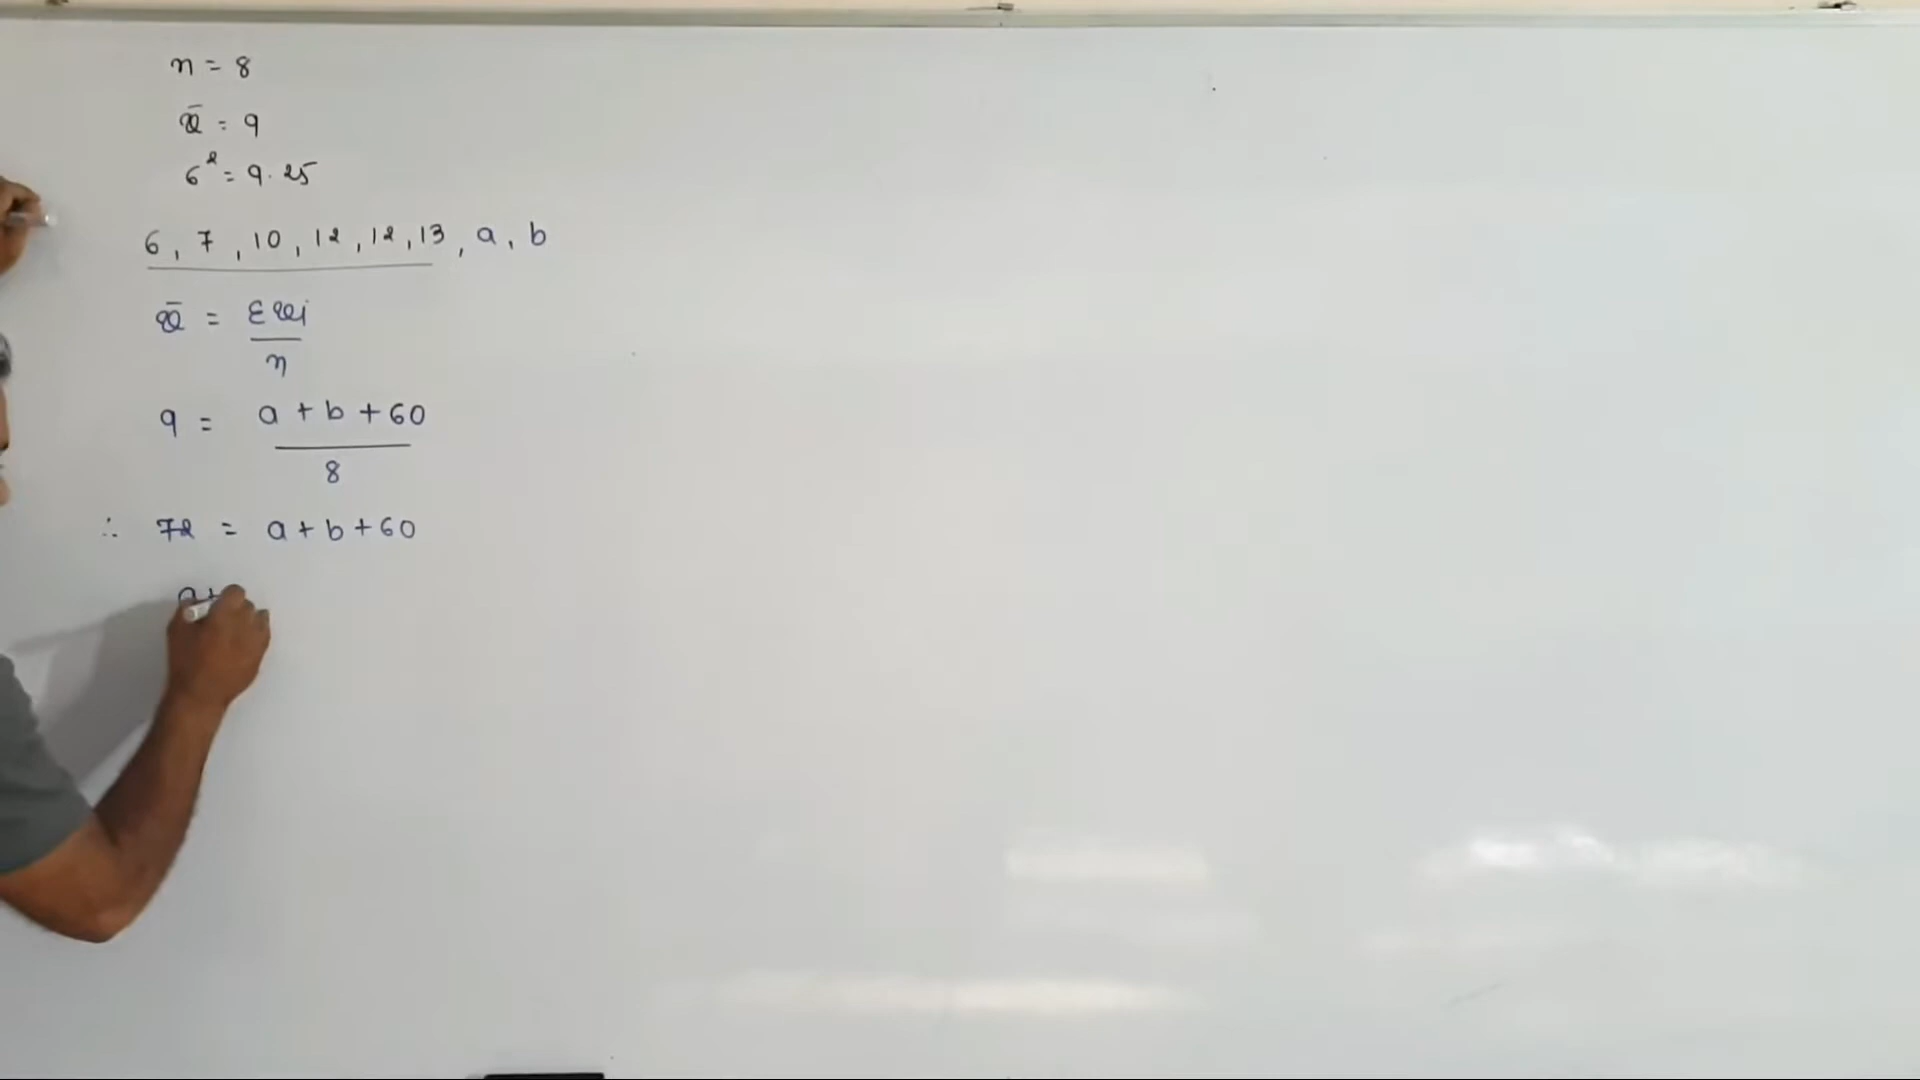 n = 8
x̄ = 9
σ² = 9.25
6, 7, 10, 12, 12, 13, a, b
x̄ = Σxi / n
9 = a + b + 60 / 8
∴ 72 = a + b + 60
a +